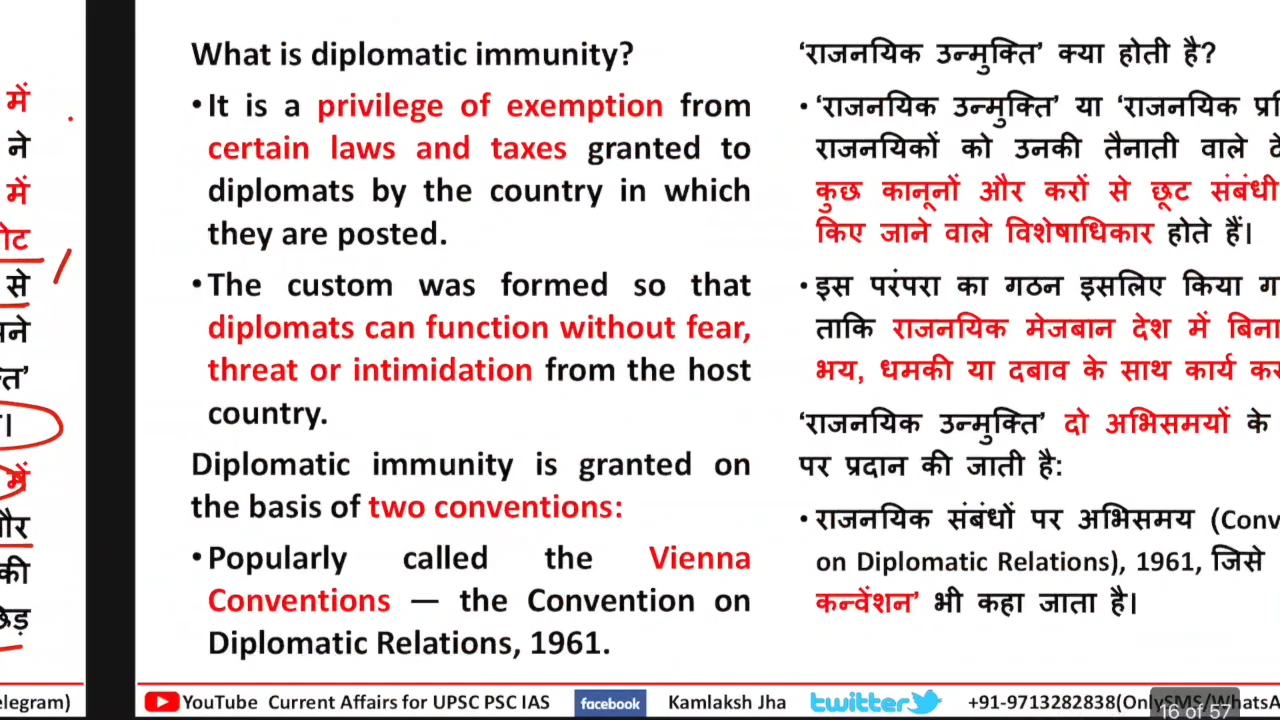 में
ने
में
से
What is diplomatic immunity?
•It is a privilege of exemption from
certain laws and taxes granted to
diplomats by the country in which
they are posted.
•The custom was formed so that
diplomats can function without fear,
threat or intimidation from the host
country.
Diplomatic immunity is granted on
the basis of two conventions:
•Popularly called the Vienna
Conventions — the Convention on
Diplomatic Relations, 1961.
‘राजनयिक उन्मुक्ति’ क्या होती है?
• ‘राजनयिक उन्मुक्ति’ या ‘राजनयिक
राजनयिकों को उनकी तैनाती वाले
कुछ कानूनों और करों से छूट संबंधी
किए जाने वाले विशेषाधिकार होते हैं।
• इस परंपरा का गठन इसलिए किया
ताकि राजनयिक मेजबान देश में बिना
भय, धमकी या दबाव के साथ कार्य
‘राजनयिक उन्मुक्ति’ दो अभिसमयों के
पर प्रदान की जाती है:
• राजनयिक संबंधों पर अभिसमय (Conv
on Diplomatic Relations), 1961, जिसे
कन्वेंशन’ भी कहा जाता है।
elegram)
YouTube Current Affairs for UPSC PSC IAS facebook Kamlaksh Jha twitter +91-9713282838(OnlySMS/WhatsA
16 of 57